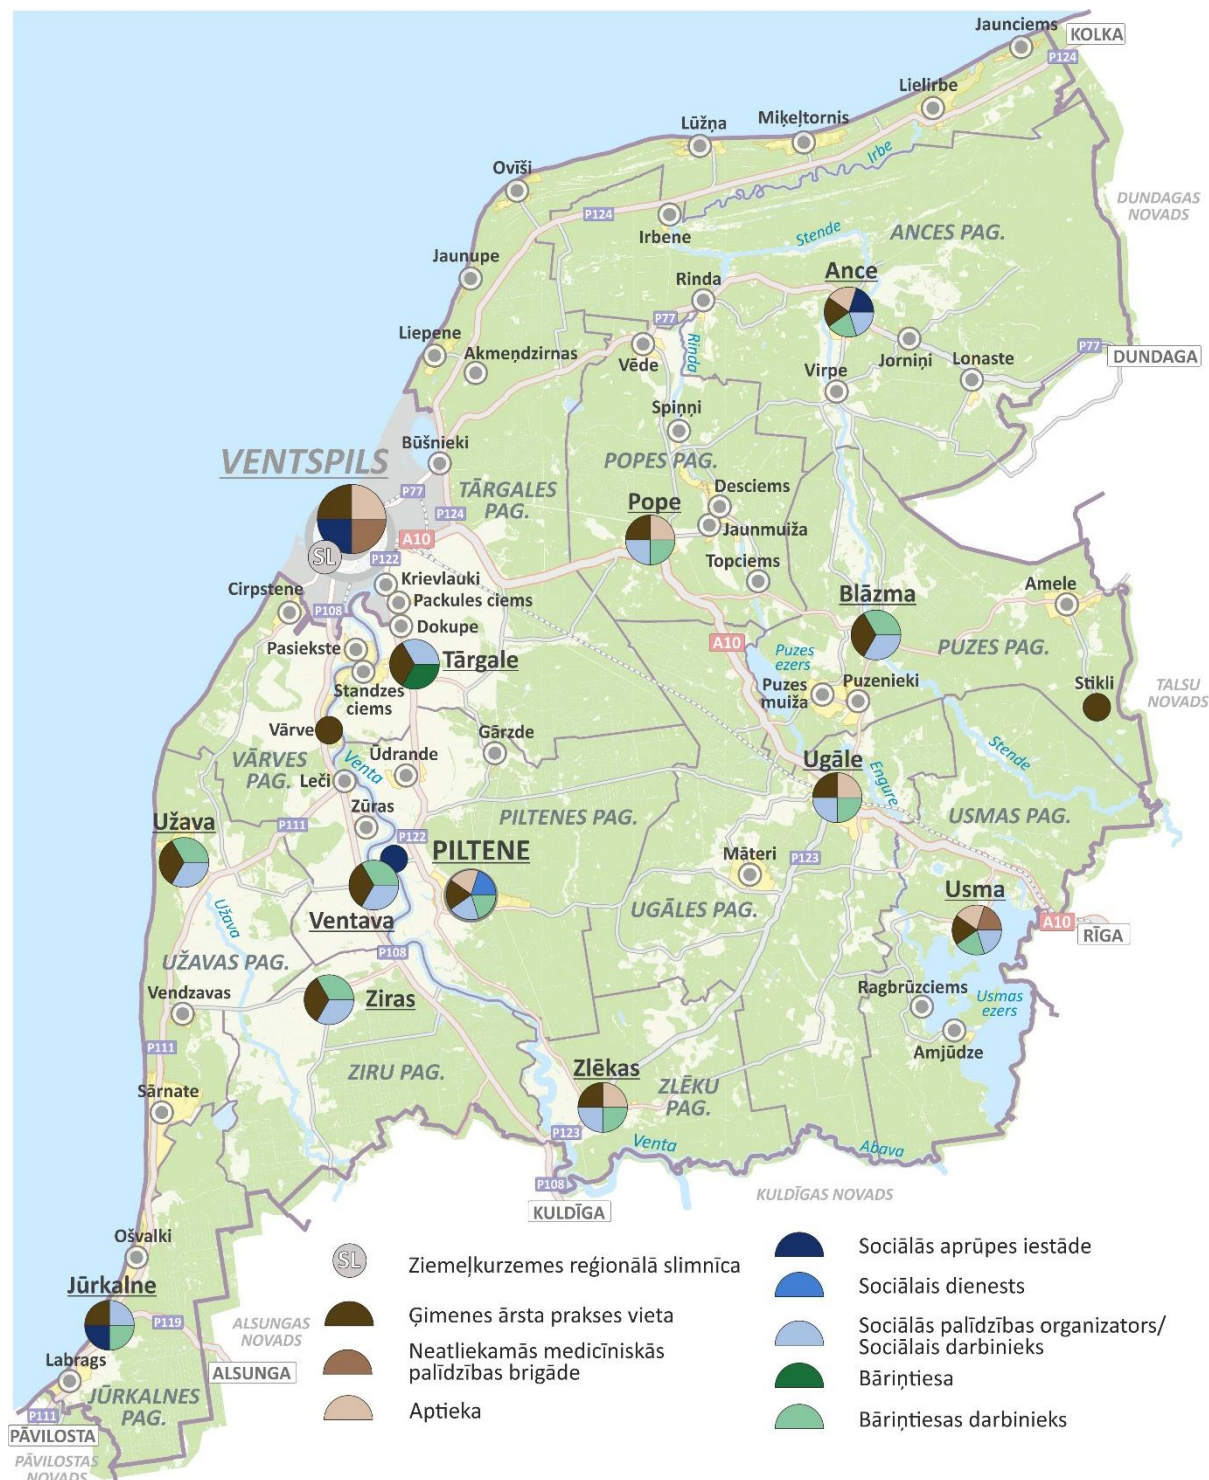 Jaunciems
KOLKA
P124
Lielirbe
Miķeļtornis
Lūžņa
Irbe
Ovīši
DUNDAGAS
NOVADS
P124
Irbene
Stende
ANCES PAG.
Jaunupe
Rinda
Ance
P77
Liepene
Akmeņdzirnas
Vēde
Rinda
Jorniņi
Lonaste
P77
DUNDAGA
Virpe
Spiņņi
Būšnieki
VENTSPILS
POPES PAG.
TĀRGALES
PAG.
P77
P124
Desciems
Pope
Jaunmuiža
A10
SL
P122
Topciems
Krievlauki
Cirpstene
Packules ciems
P108
Dokupe
Blāzma
Amele
Pasiekste
Tārgale
A10
Puzes
ezers
PUZES PAG.
Standzes
ciems
Puzes
muiža
Puzenieki
Stikli
TALSU
NOVADS
Vārve
Gārzde
VĀRVES
PAG.
Venta
Ūdrande
Leči
Ugāle
Engure
Stende
Zūras
Užava
P111
P122
PILTENES PAG.
USMAS PAG.
PILTENE
Māteri
P123
Usma
Ventava
UGĀLES PAG.
A10
RĪGA
Užava
P108
UŽAVAS PAG.
Vendzavas
Ziras
Ragbrūzciems
Usmas
ezers
Amjūdze
P111
ZIRU PAG.
Zlēkas
ZLĒKU
PAG.
Sārnate
P123
Venta
Abava
P108
KULDĪGAS NOVADS
KULDĪGA
Ošvalki
Jūrkalne
P119
ALSUNGAS
NOVADS
Labrags
ALSUNGA
JŪRKALNES
PAG.
P111
PĀVILOSTA
PĀVILOSTAS
NOVADS
SL
Ziemeļkurzemes reģionālā slimnīca
Ģimenes ārsta prakses vieta
Neatliekamās medicīniskās
palīdzības brigāde
Aptieka
Sociālās aprūpes iestāde
Sociālais dienests
Sociālās palīdzības organizators/
Sociālais darbinieks
Bāriņtiesa
Bāriņtiesas darbinieks